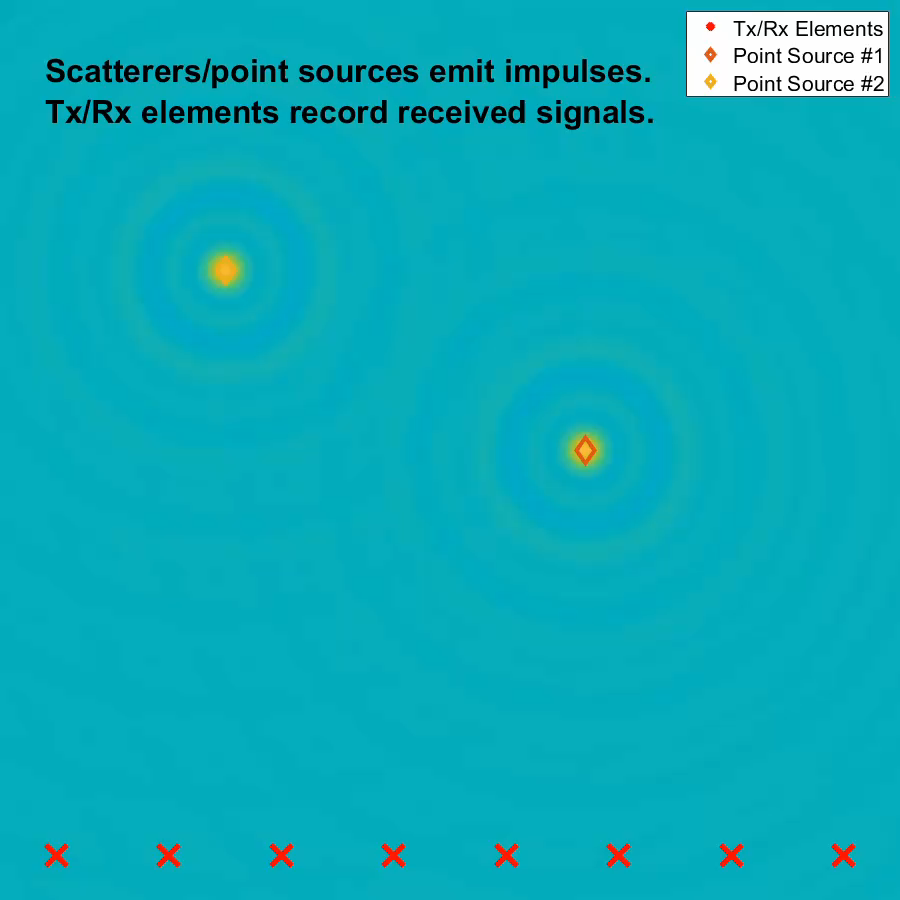 Tx/Rx Elements
Point Source #1
Point Source #2
Scatterers/point sources emit impulses.
Tx/Rx elements record received signals.